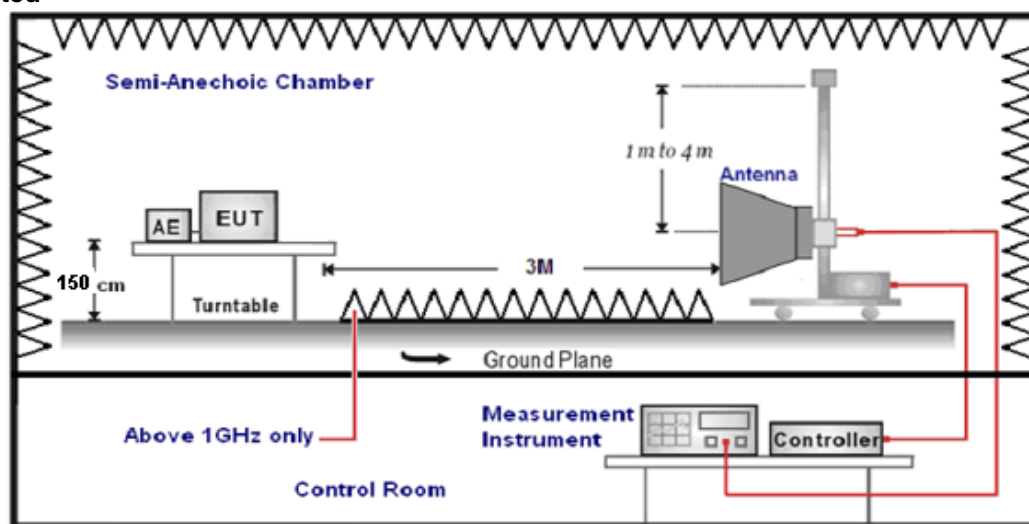 Semi-Anechoic Chamber
1 m to 4 m
Antenna
AE
EUT
3M
150 cm
Turntable
Ground Plane
Above 1GHz only
Measurement
Instrument
Controller
Control Room